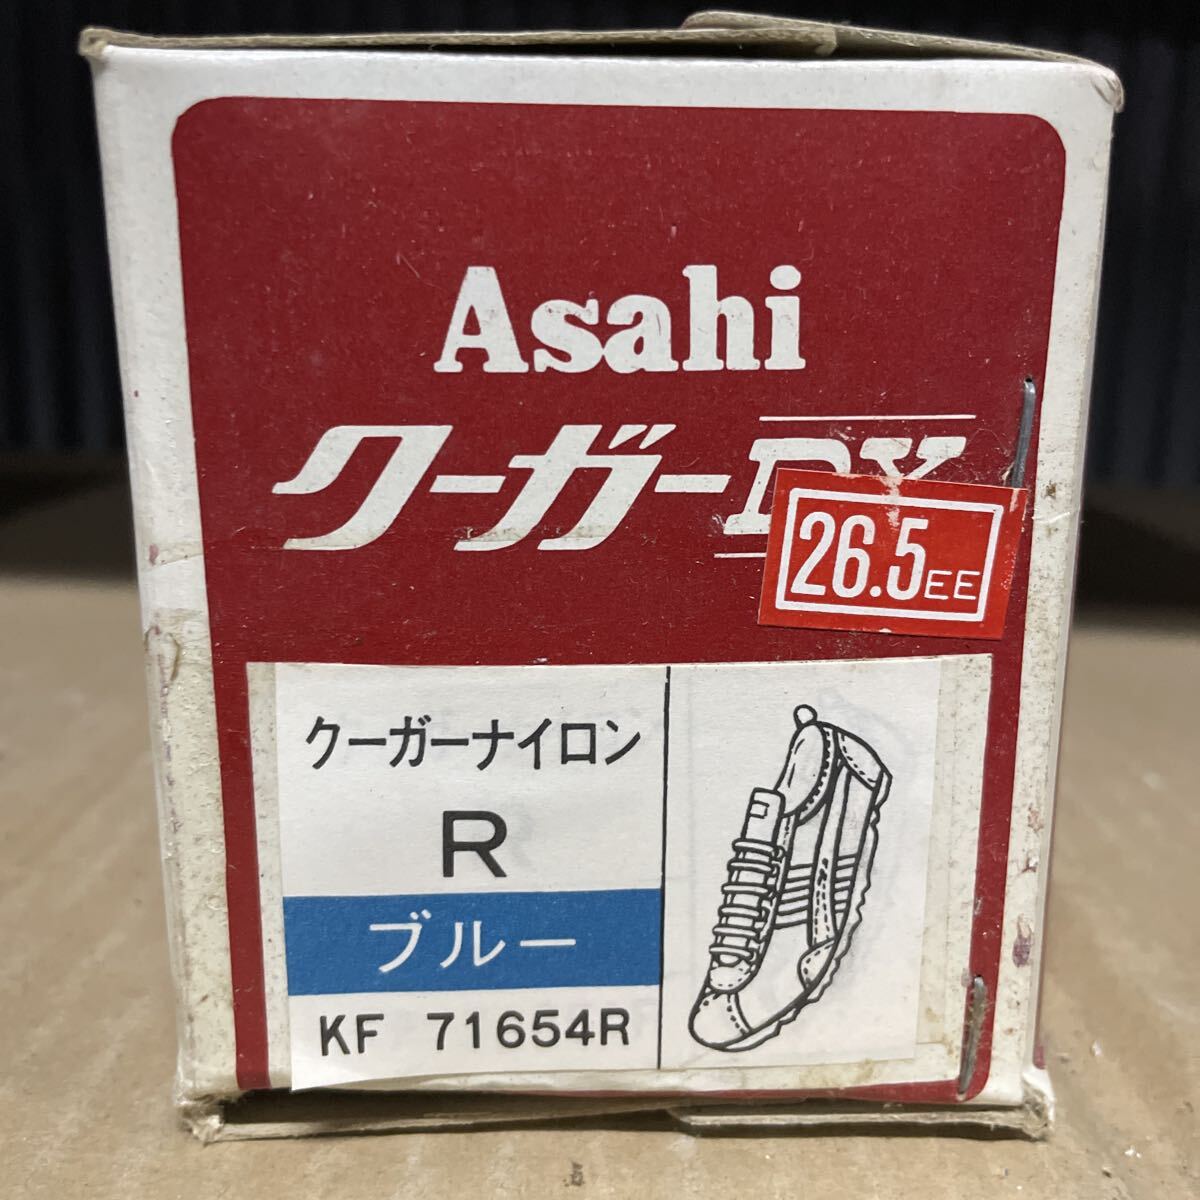 Asahi
クーガーDX
26.5EE
クーガーナイロン
R
ブルー
KF 71654R